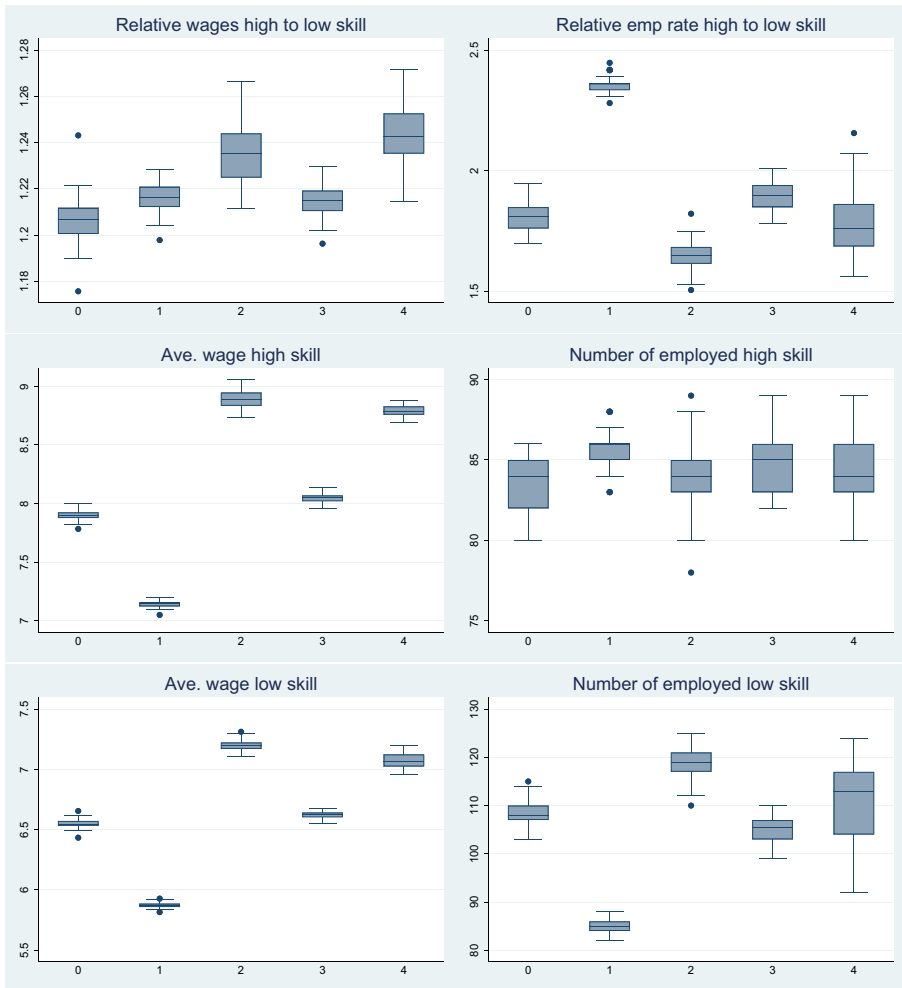 Relative wages high to low skill
1.28
1.26
1.24
1.22
1.2
1.18
0 1 2 3 4
Relative emp rate high to low skill
2.5
2
1.5
0 1 2 3 4
Ave. wage high skill
9
8.5
8
7.5
7
0 1 2 3 4
Number of employed high skill
90
85
80
75
0 1 2 3 4
Ave. wage low skill
7.5
7
6.5
6
5.5
0 1 2 3 4
Number of employed low skill
130
120
110
100
90
80
0 1 2 3 4